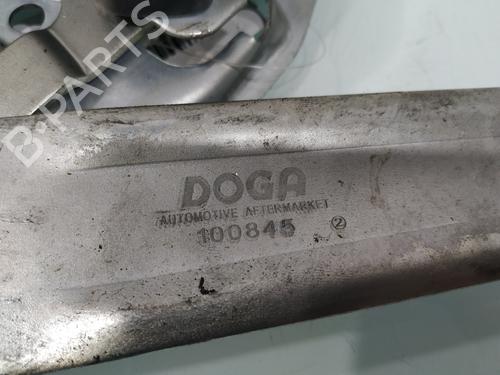 B-PARTS
DOGA
AUTOMOTIVE AFTERMARKET
100845 2